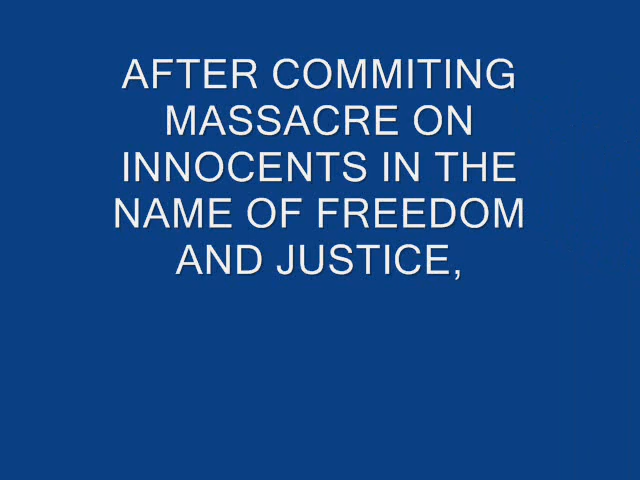 AFTER COMMITING
MASSACRE ON
INNOCENTS IN THE
NAME OF FREEDOM
AND JUSTICE,